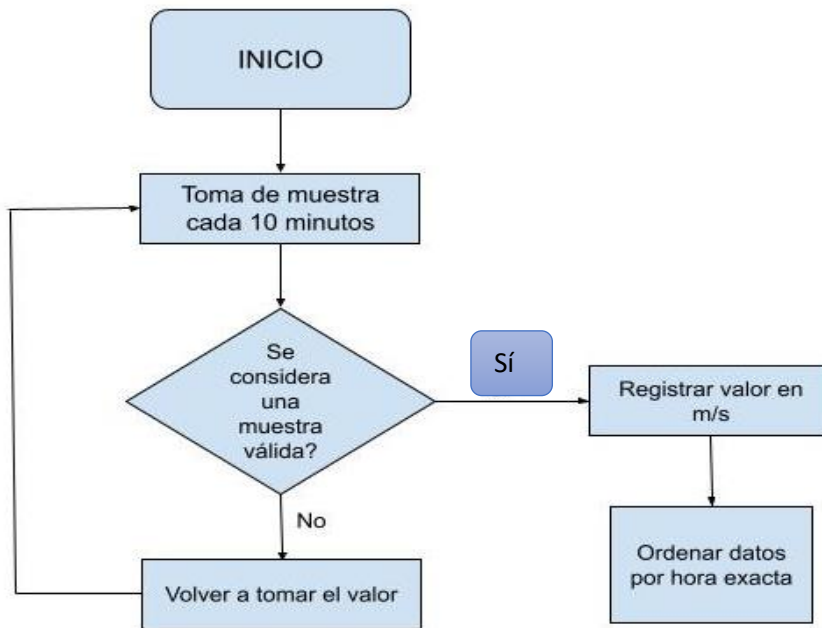 INICIO
Toma de muestra
cada 10 minutos
Se
considera
una
muestra
válida?
Sí
Registrar valor en
m/s
No
Ordenar datos
por hora exacta
Volver a tomar el valor